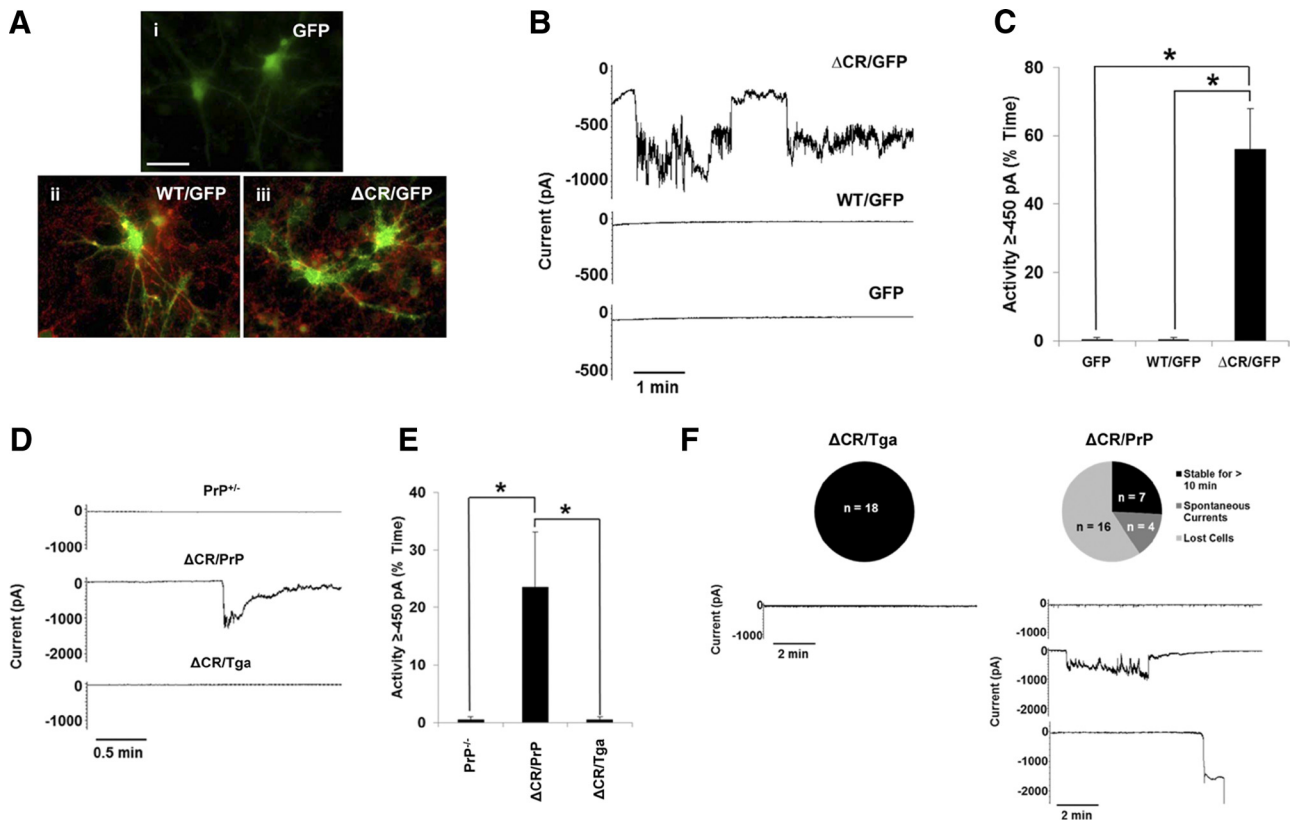 A
i
GFP
ii
WT/GFP
iii
ΔCR/GFP
B
ΔCR/GFP
0
-500
-1000
WT/GFP
0
-500
GFP
0
-500
Current (pA)
1 min
C
*
*
80
60
40
20
0
Activity ≥-450 pA (% Time)
GFP
WT/GFP
ΔCR/GFP
D
PrP+/-
0
-1000
ΔCR/PrP
0
-1000
-2000
ΔCR/Tga
0
-1000
Current (pA)
0.5 min
E
*
*
40
30
20
10
0
Activity ≥-450 pA (% Time)
PrP-/-
ΔCR/PrP
ΔCR/Tga
F
ΔCR/Tga
n = 18
Current (pA)
0
-1000
2 min
ΔCR/PrP
n = 7
n = 4
n = 16
Stable for >
10 min
Spontaneous
Currents
Lost Cells
0
-1000
0
-1000
-2000
0
-1000
-2000
Current (pA)
2 min